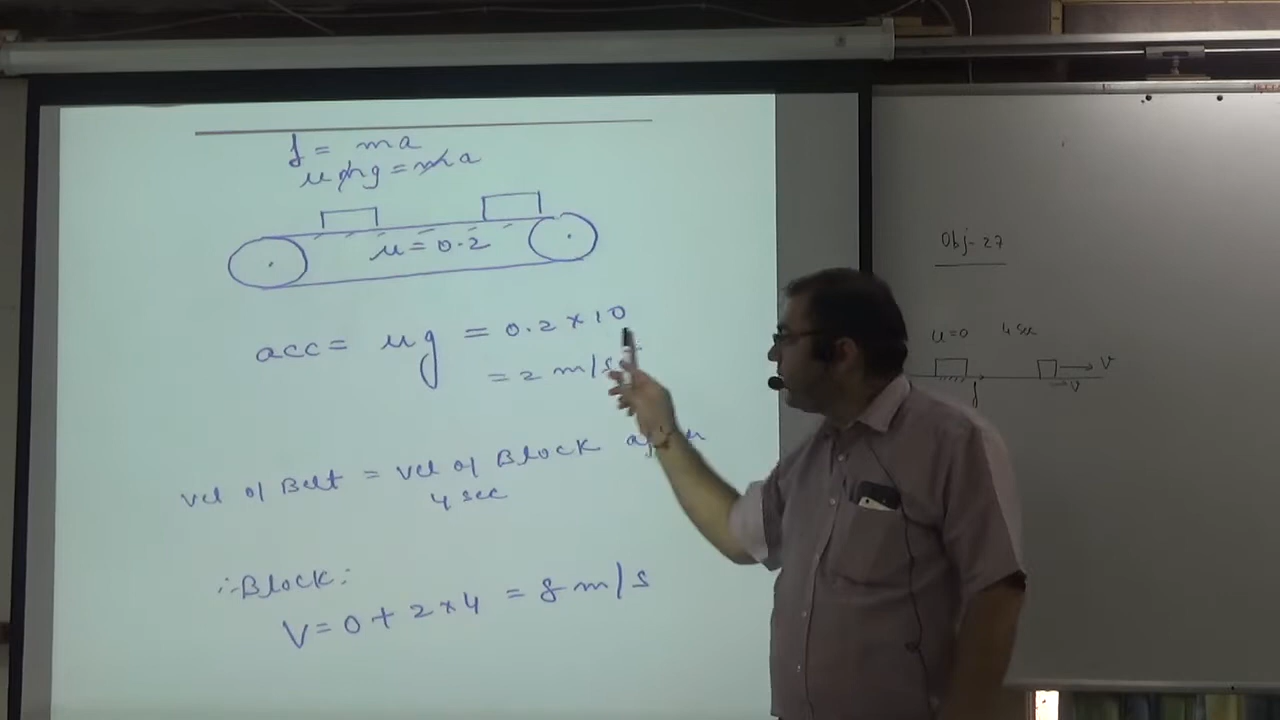 f = ma
μmg = ma
μ = 0.2
acc = μg = 0.2 × 10
= 2 m/
Vel of Belt = Vel of Block
4 sec
∴ Block:
V = 0 + 2 × 4 = 8 m/s
Obj-27
μ=0 4 sec
f
V
V